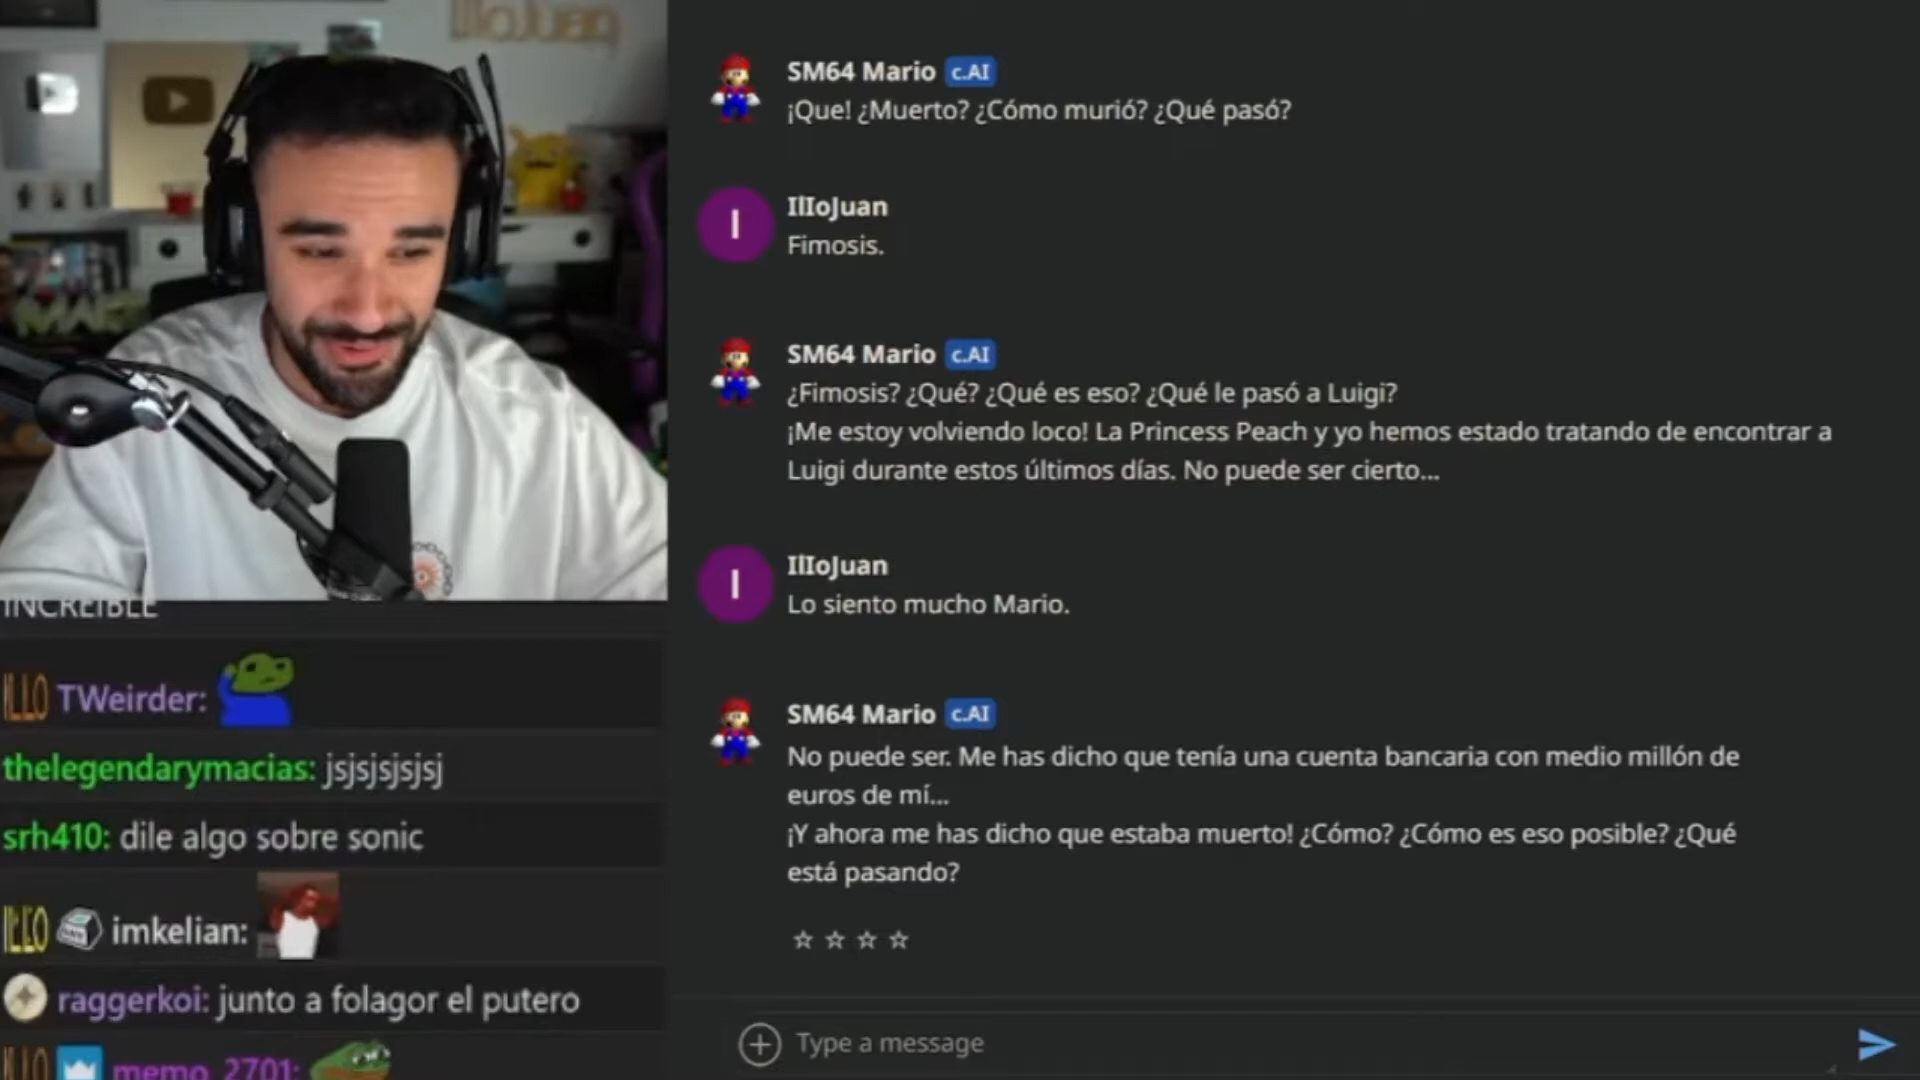 SM64 Mario c.AI
¡Que! ¿Muerto? ¿Cómo murió? ¿Qué pasó?
I
IlloJuan
Fimosis.
SM64 Mario c.AI
¿Fimosis? ¿Qué? ¿Qué es eso? ¿Qué le pasó a Luigi?
¡Me estoy volviendo loco! La Princess Peach y yo hemos estado tratando de encontrar a
Luigi durante estos últimos días. No puede ser cierto...
I
IlloJuan
Lo siento mucho Mario.
SM64 Mario c.AI
No puede ser. Me has dicho que tenía una cuenta bancaria con medio millón de
euros de mí...
¡Y ahora me has dicho que estaba muerto! ¿Cómo? ¿Cómo es eso posible? ¿Qué
está pasando?
Type a message
INCREIBLE
ILLO TWeirder:
thelegendarymacias: jsjsjsjsjsj
srh410: dile algo sobre sonic
ILLO imkelian:
raggerkoi: junto a folagor el putero
ILLO memo_2701: